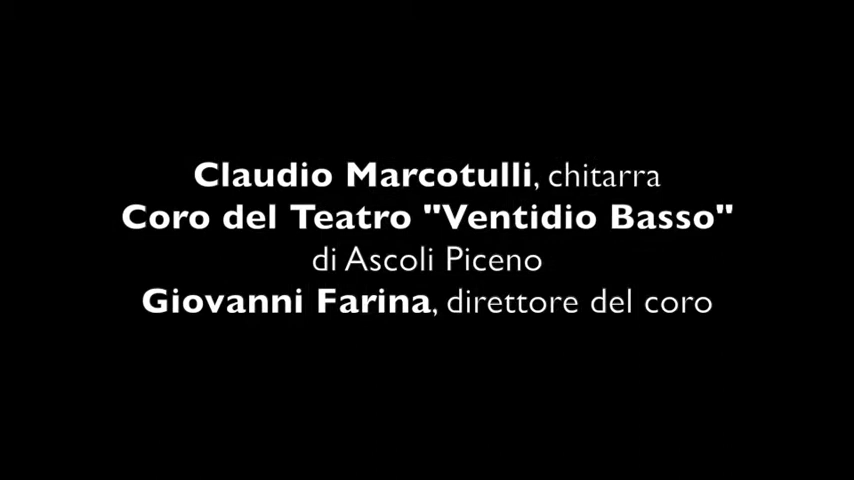 Claudio Marcotulli, chitarra
Coro del Teatro "Ventidio Basso"
di Ascoli Piceno
Giovanni Farina, direttore del coro